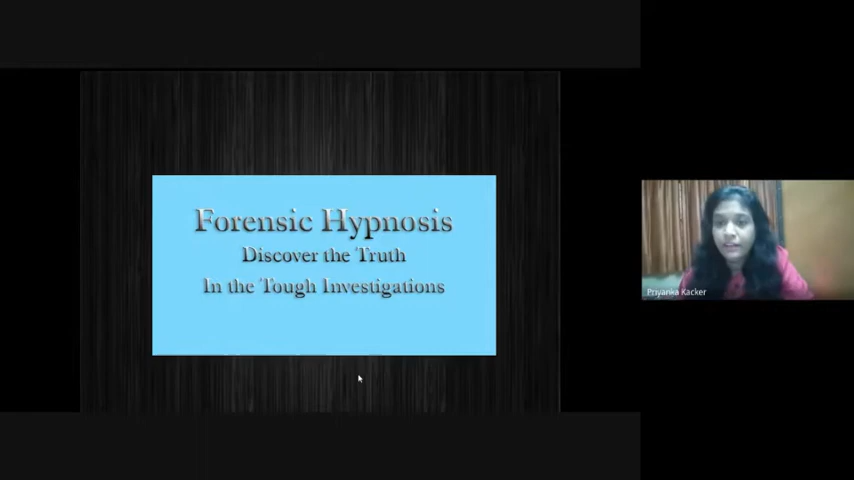 Forensic Hypnosis
Discover the Truth
In the Tough Investigations
Priyanka Kacker